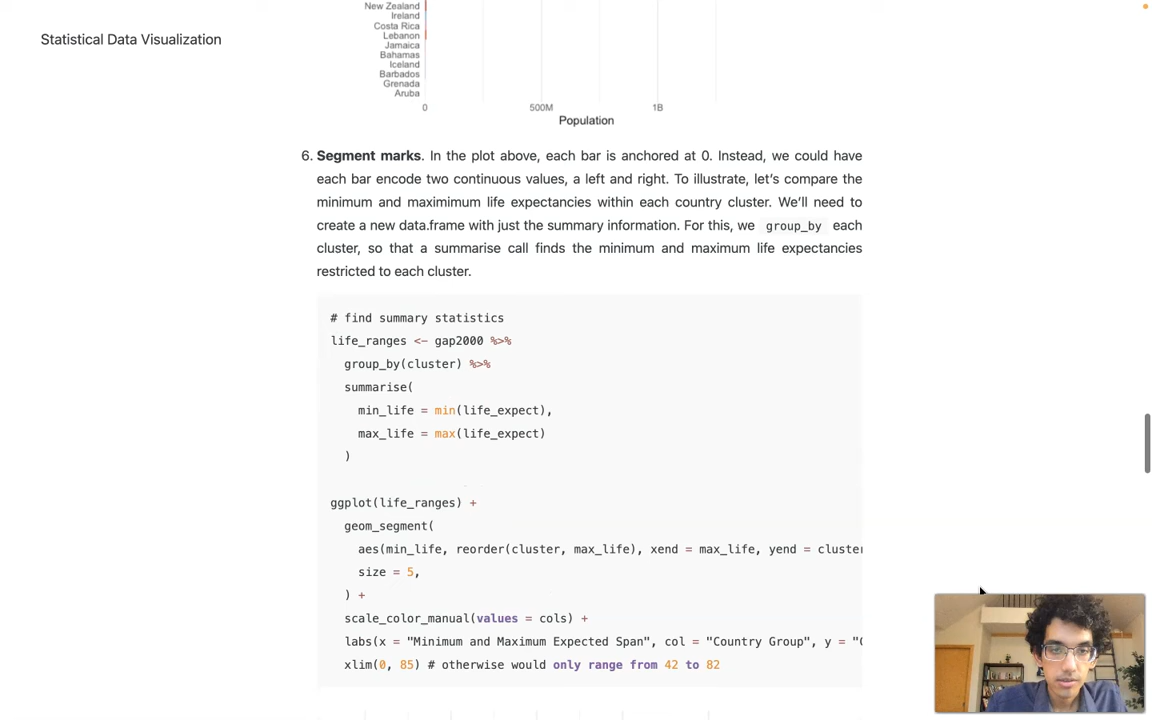 Statistical Data Visualization
New Zealand
Ireland
Costa Rica
Lebanon
Jamaica
Bahamas
Iceland
Barbados
Grenada
Aruba
0 500M 1B
Population
6. Segment marks. In the plot above, each bar is anchored at 0. Instead, we could have
each bar encode two continuous values, a left and right. To illustrate, let's compare the
minimum and maximimum life expectancies within each country cluster. We'll need to
create a new data.frame with just the summary information. For this, we group_by each
cluster, so that a summarise call finds the minimum and maximum life expectancies
restricted to each cluster.
# find summary statistics
life_ranges <- gap2000 %>%
group_by(cluster) %>%
summarise(
min_life = min(life_expect),
max_life = max(life_expect)
)
ggplot(life_ranges) +
geom_segment(
aes(min_life, reorder(cluster, max_life), xend = max_life, yend = cluster
size = 5,
) +
scale_color_manual(values = cols) +
labs(x = "Minimum and Maximum Expected Span", col = "Country Group", y = "C
xlim(0, 85) # otherwise would only range from 42 to 82